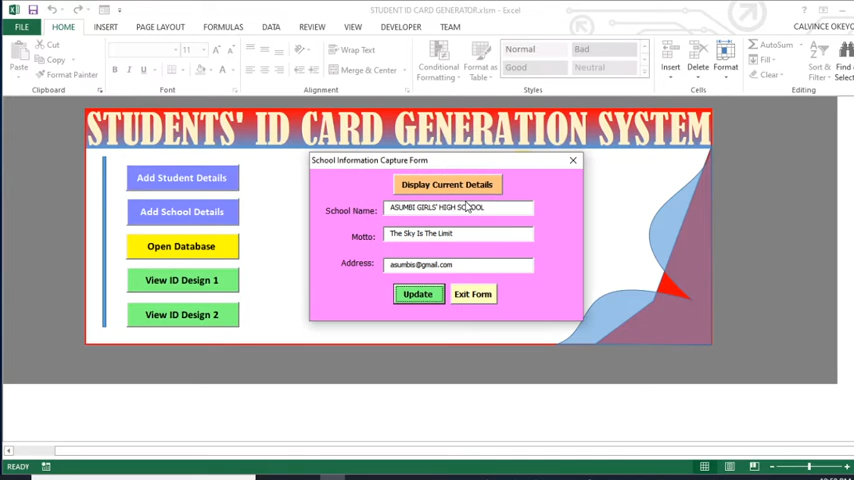 STUDENT ID CARD GENERATOR.xlsm - Excel
FILE HOME INSERT PAGE LAYOUT FORMULAS DATA REVIEW VIEW DEVELOPER TEAM CALVINCE OKEYO
Cut
Copy
Format Painter
Paste
Clipboard
11
B I U
Font
Wrap Text
Merge & Center
Alignment
Conditional Formatting
Format as Table
Normal Bad
Good Neutral
Styles
Insert Delete Format
Cells
AutoSum
Fill
Clear
Sort
Filter
Find
Editing
STUDENTS' ID CARD GENERATION SYSTEM
Add Student Details
Add School Details
Open Database
View ID Design 1
View ID Design 2
School Information Capture Form
Display Current Details
School Name: ASUMBI GIRLS' HIGH SCHOOL
Motto: The Sky Is The Limit
Address: asumbis@gmail.com
Update Exit Form
READY